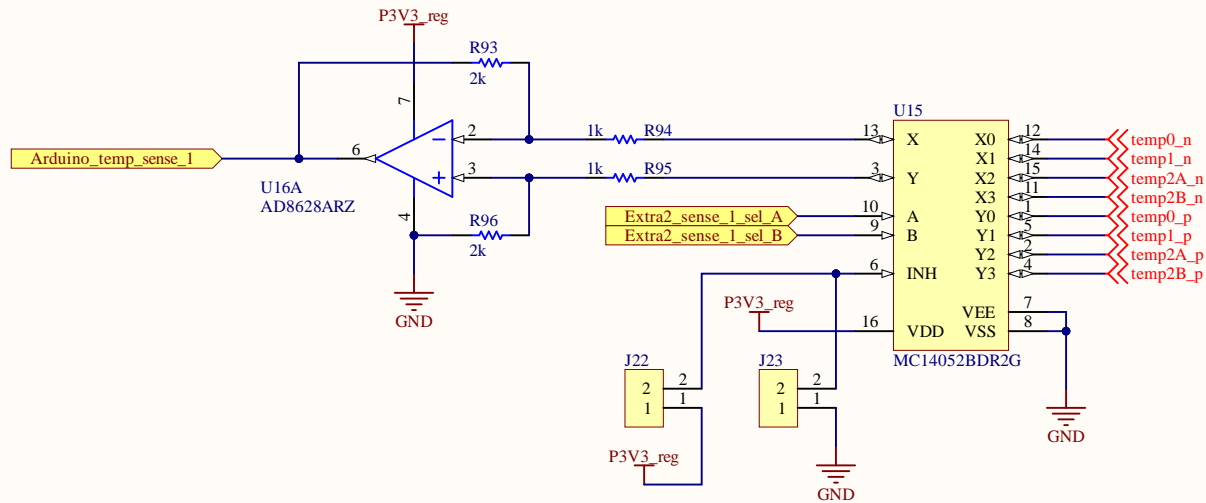 P3V3_reg
R93
2k
7
6
2
3
4
Arduino_temp_sense_1
U16A
AD8628ARZ
1k
R94
1k
R95
R96
2k
GND
Extra2_sense_1_sel_A
Extra2_sense_1_sel_B
U15
13
X
3
Y
10
A
9
B
6
INH
16
VDD
X0
12
temp0_n
X1
14
temp1_n
X2
15
temp2A_n
X3
11
temp2B_n
Y0
1
temp0_p
Y1
5
temp1_p
Y2
2
temp2A_p
Y3
4
temp2B_p
VEE
7
VSS
8
MC14052BDR2G
GND
P3V3_reg
J22
2
2
1
1
P3V3_reg
J23
2
2
1
1
GND